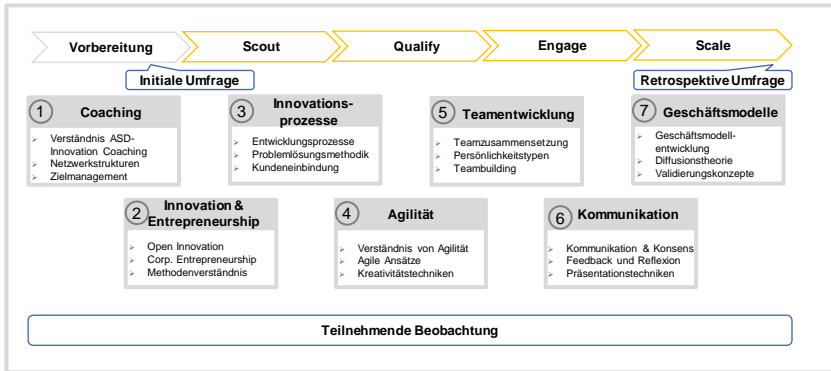 Vorbereitung
Scout
Qualify
Engage
Scale
Initiale Umfrage
Retrospektive Umfrage
1
Coaching
Verständnis ASD-
Innovation Coaching
Netzwerkstrukturen
Zielmanagement
3
Innovations-
prozesse
Entwicklungsprozesse
Problemlösungsmethodik
Kundeneinbindung
5
Teamentwicklung
Teamzusammensetzung
Persönlichkeitstypen
Teambuilding
7
Geschäftsmodelle
Geschäftsmodell-
entwicklung
Diffusionstheorie
Validierungskonzepte
2
Innovation &
Entrepreneurship
Open Innovation
Corp. Entrepreneurship
Methodenverständnis
4
Agilität
Verständnis von Agilität
Agile Ansätze
Kreativitätstechniken
6
Kommunikation
Kommunikation & Konsens
Feedback und Reflexion
Präsentationstechniken
Teilnehmende Beobachtung